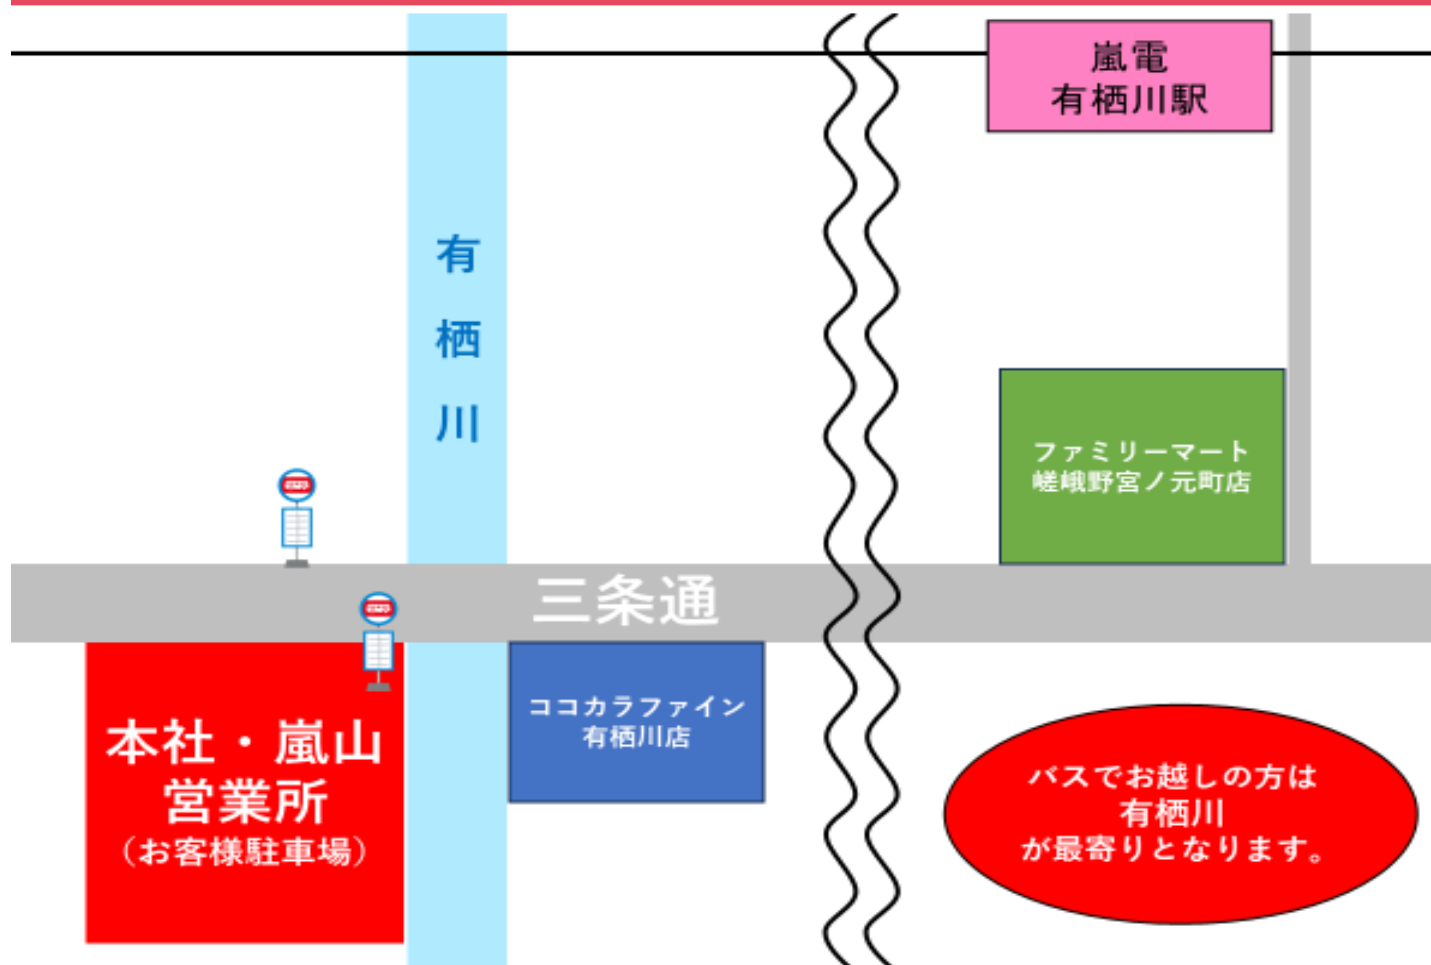 嵐電
有栖川駅
有
栖
川
ファミリーマート
嵯峨野宮ノ元町店
三条通
ココカラファイン
有栖川店
本社・嵐山
営業所
（お客様駐車場）
バスでお越しの方は
有栖川
が最寄りとなります。